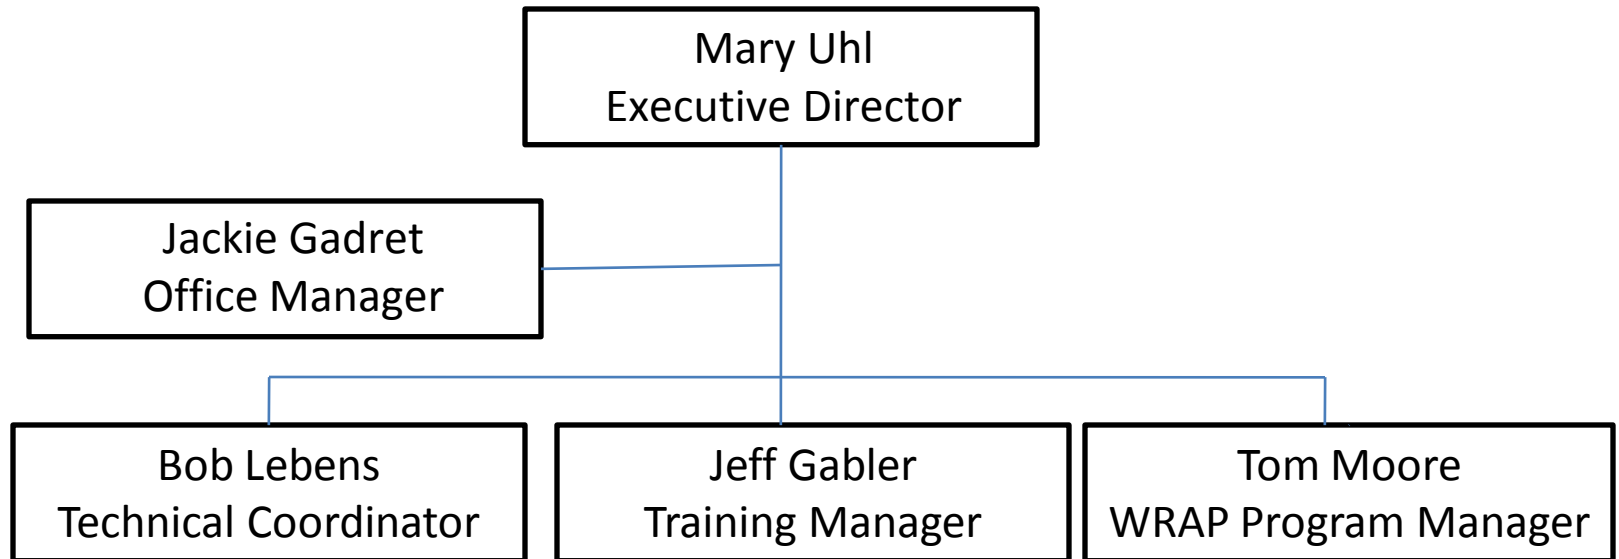 Mary Uhl
Executive Director
Jackie Gadret
Office Manager
Bob Lebens
Technical Coordinator
Jeff Gabler
Training Manager
Tom Moore
WRAP Program Manager